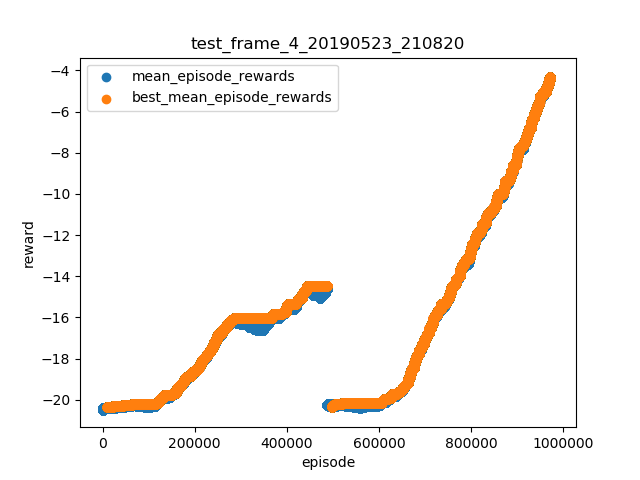 test_frame_4_20190523_210820
mean_episode_rewards
best_mean_episode_rewards
reward
−4
−6
−8
−10
−12
−14
−16
−18
−20
0 200000 400000 600000 800000 1000000
episode